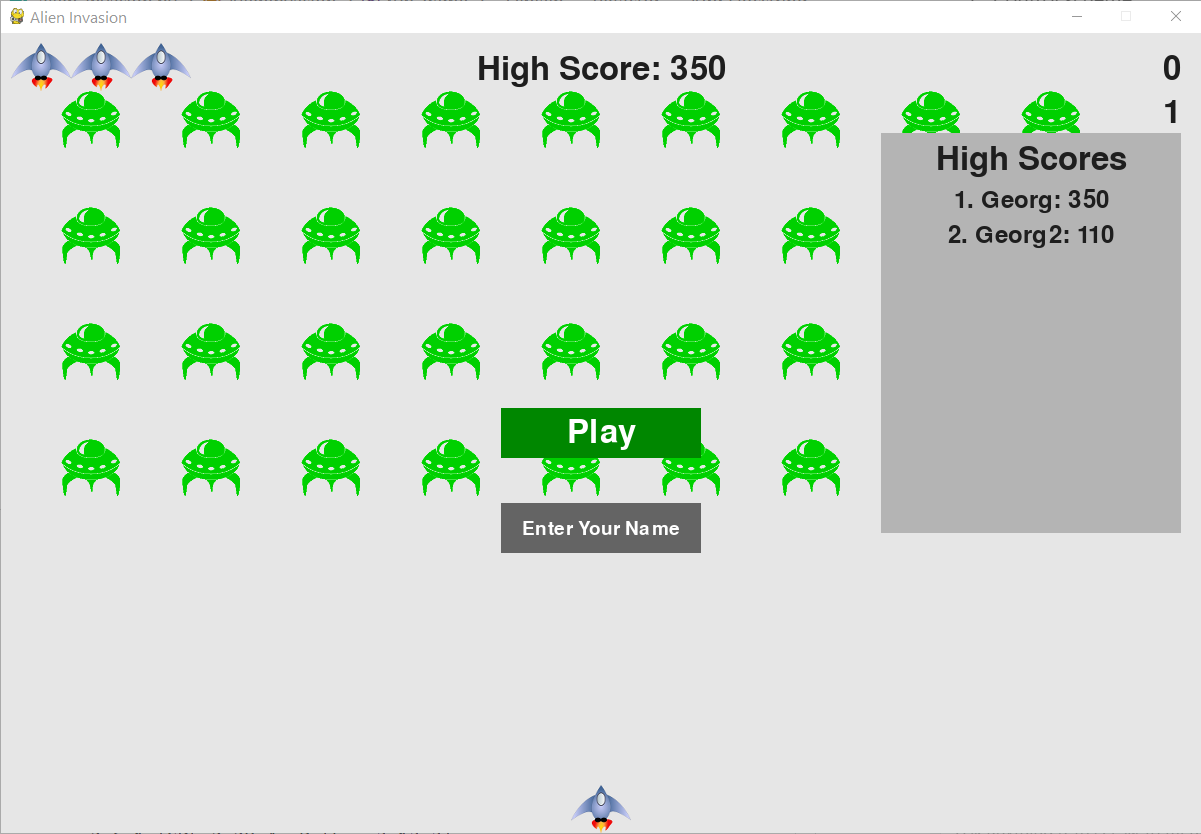 Alien Invasion
High Score: 350
0
1
High Scores
1. Georg: 350
2. Georg2: 110
Play
Enter Your Name